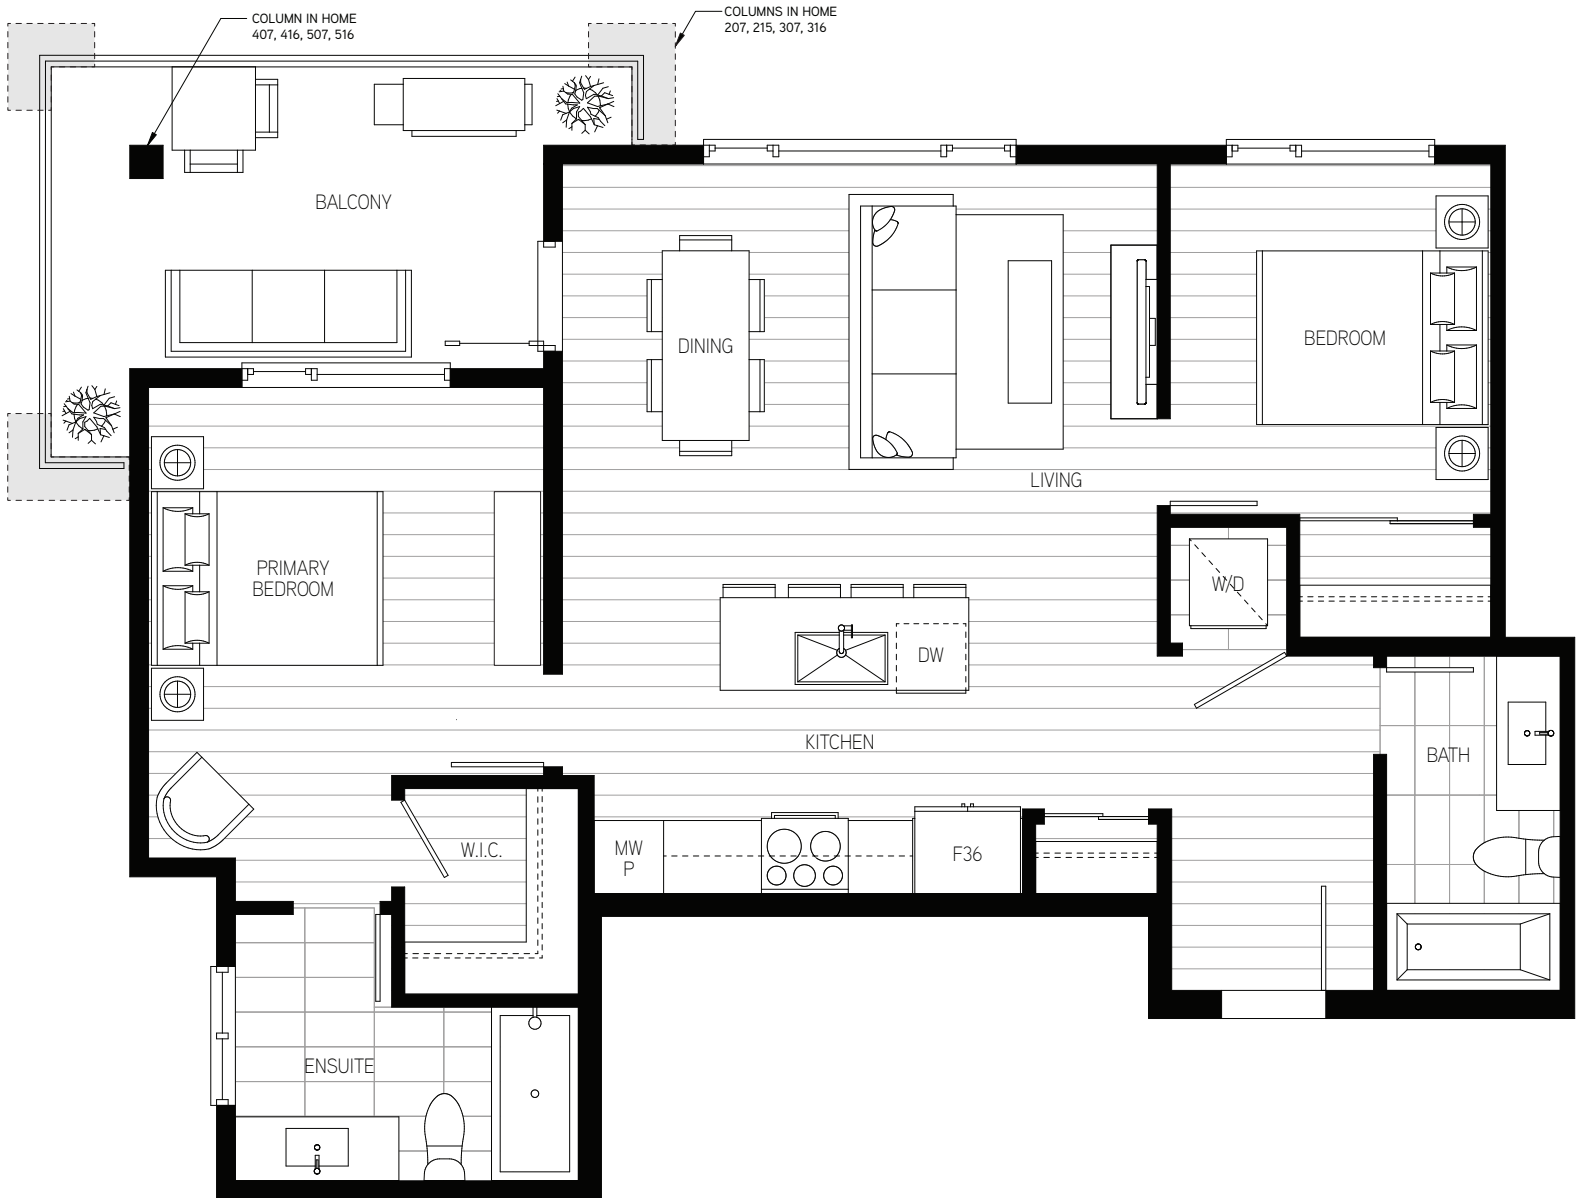 COLUMN IN HOME
407, 416, 507, 516
COLUMNS IN HOME
207, 215, 307, 316
BALCONY
DINING
BEDROOM
LIVING
PRIMARY
BEDROOM
W/D
DW
KITCHEN
BATH
W.I.C.
MW
P
F36
ENSUITE